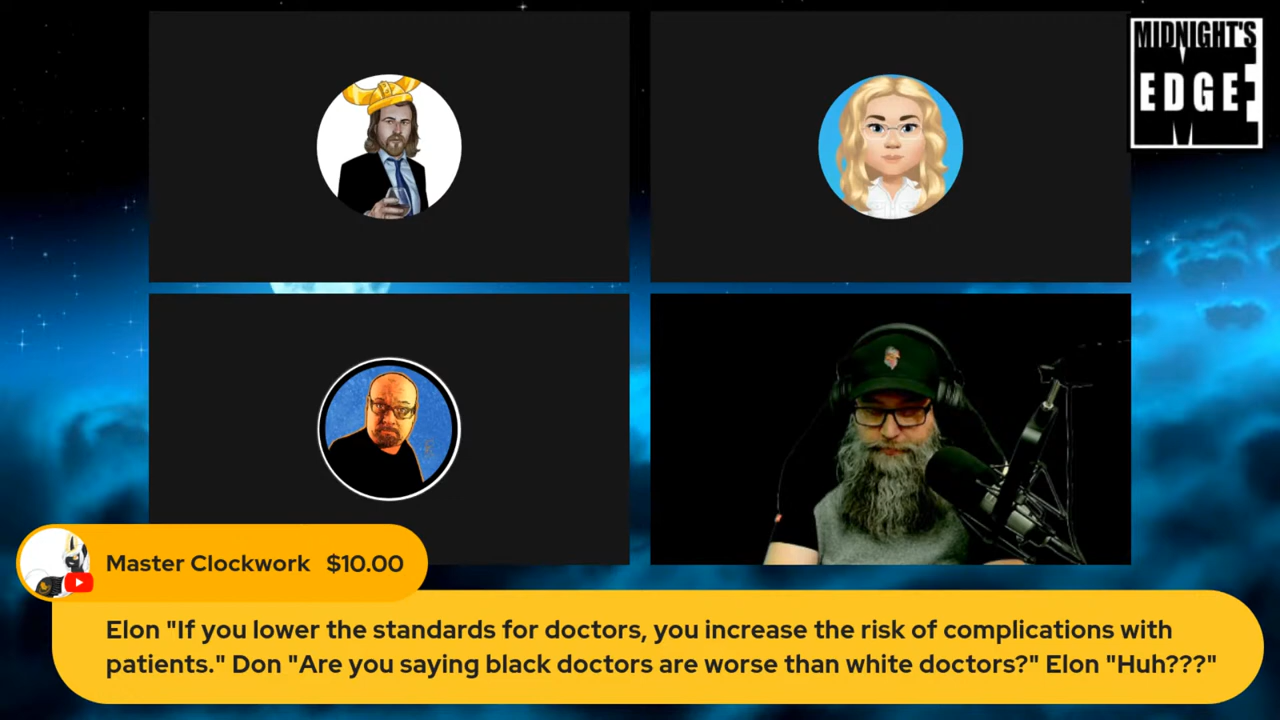 MIDNIGHT'S
EDGE
Master Clockwork $10.00
Elon "If you lower the standards for doctors, you increase the risk of complications with
patients." Don "Are you saying black doctors are worse than white doctors?" Elon "Huh???"